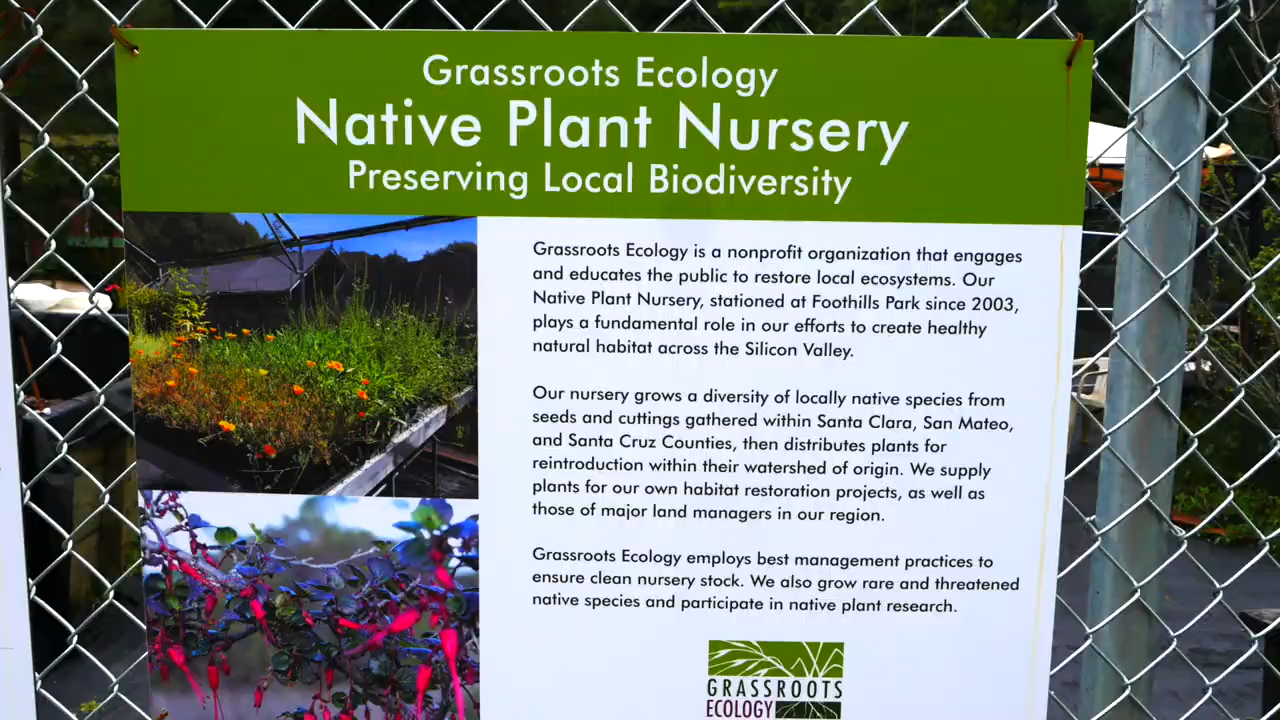 Grassroots Ecology
Native Plant Nursery
Preserving Local Biodiversity
Grassroots Ecology is a nonprofit organization that engages
and educates the public to restore local ecosystems. Our
Native Plant Nursery, stationed at Foothills Park since 2003,
plays a fundamental role in our efforts to create healthy
natural habitat across the Silicon Valley.
Our nursery grows a diversity of locally native species from
seeds and cuttings gathered within Santa Clara, San Mateo,
and Santa Cruz Counties, then distributes plants for
reintroduction within their watershed of origin. We supply
plants for our own habitat restoration projects, as well as
those of major land managers in our region.
Grassroots Ecology employs best management practices to
ensure clean nursery stock. We also grow rare and threatened
native species and participate in native plant research.
GRASSROOTS
ECOLOGY